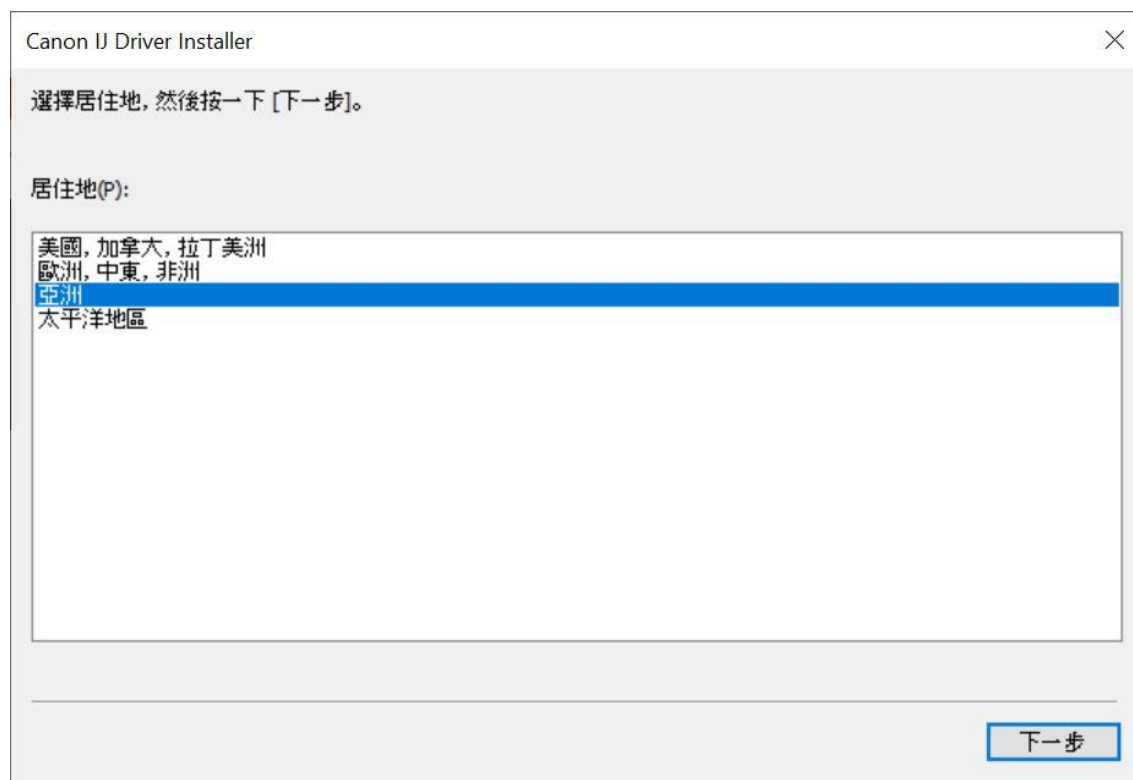 Canon IJ Driver Installer
選擇居住地, 然後按一下 [下一步]。
居住地(P):
美國, 加拿大, 拉丁美洲
歐洲, 中東, 非洲
亞洲
太平洋地區
下一步